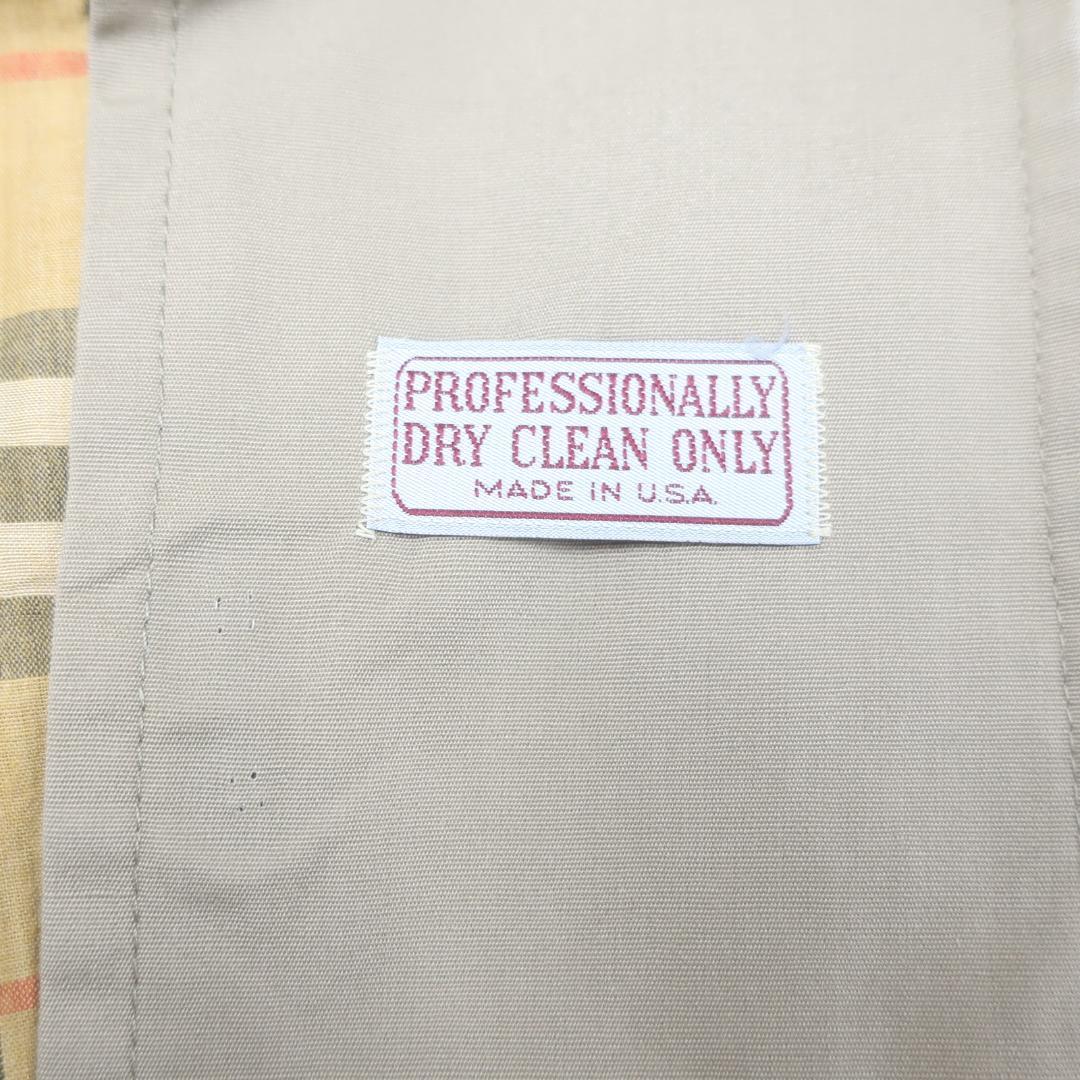 PROFESSIONALLY
DRY CLEAN ONLY
MADE IN U.S.A.